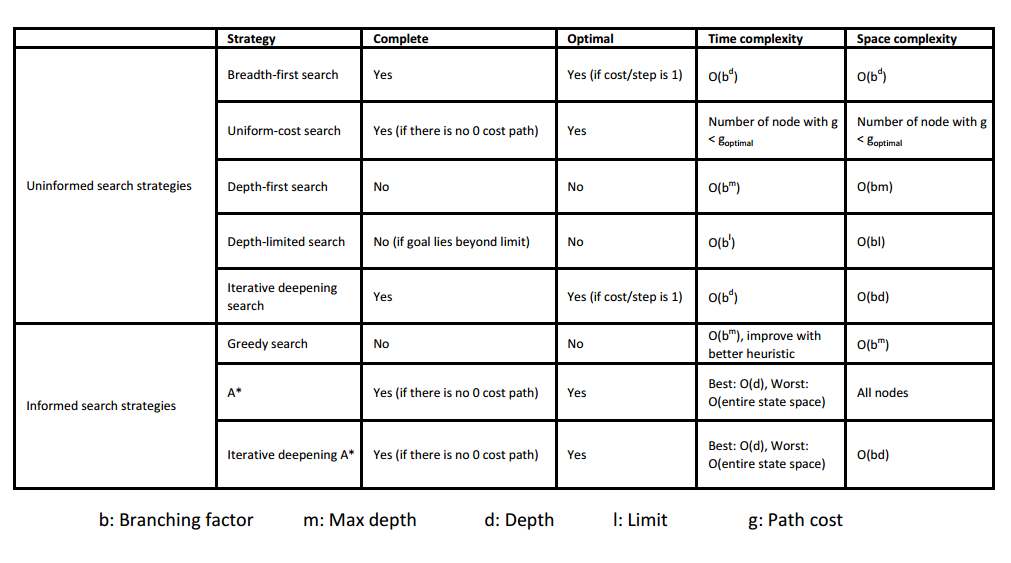 Strategy Complete Optimal Time complexity Space complexity
Uninformed search strategies
Breadth-first search Yes Yes (if cost/step is 1) O(b^d) O(b^d)
Uniform-cost search Yes (if there is no 0 cost path) Yes Number of node with g Number of node with g
< g_optimal < g_optimal
Depth-first search No No O(b^m) O(bm)
Depth-limited search No (if goal lies beyond limit) No O(b^l) O(bl)
Iterative deepening
search Yes Yes (if cost/step is 1) O(b^d) O(bd)
Informed search strategies
Greedy search No No O(b^m), improve with
better heuristic O(b^m)
A* Yes (if there is no 0 cost path) Yes Best: O(d), Worst:
O(entire state space) All nodes
Iterative deepening A* Yes (if there is no 0 cost path) Yes Best: O(d), Worst:
O(entire state space) O(bd)
b: Branching factor m: Max depth d: Depth l: Limit g: Path cost